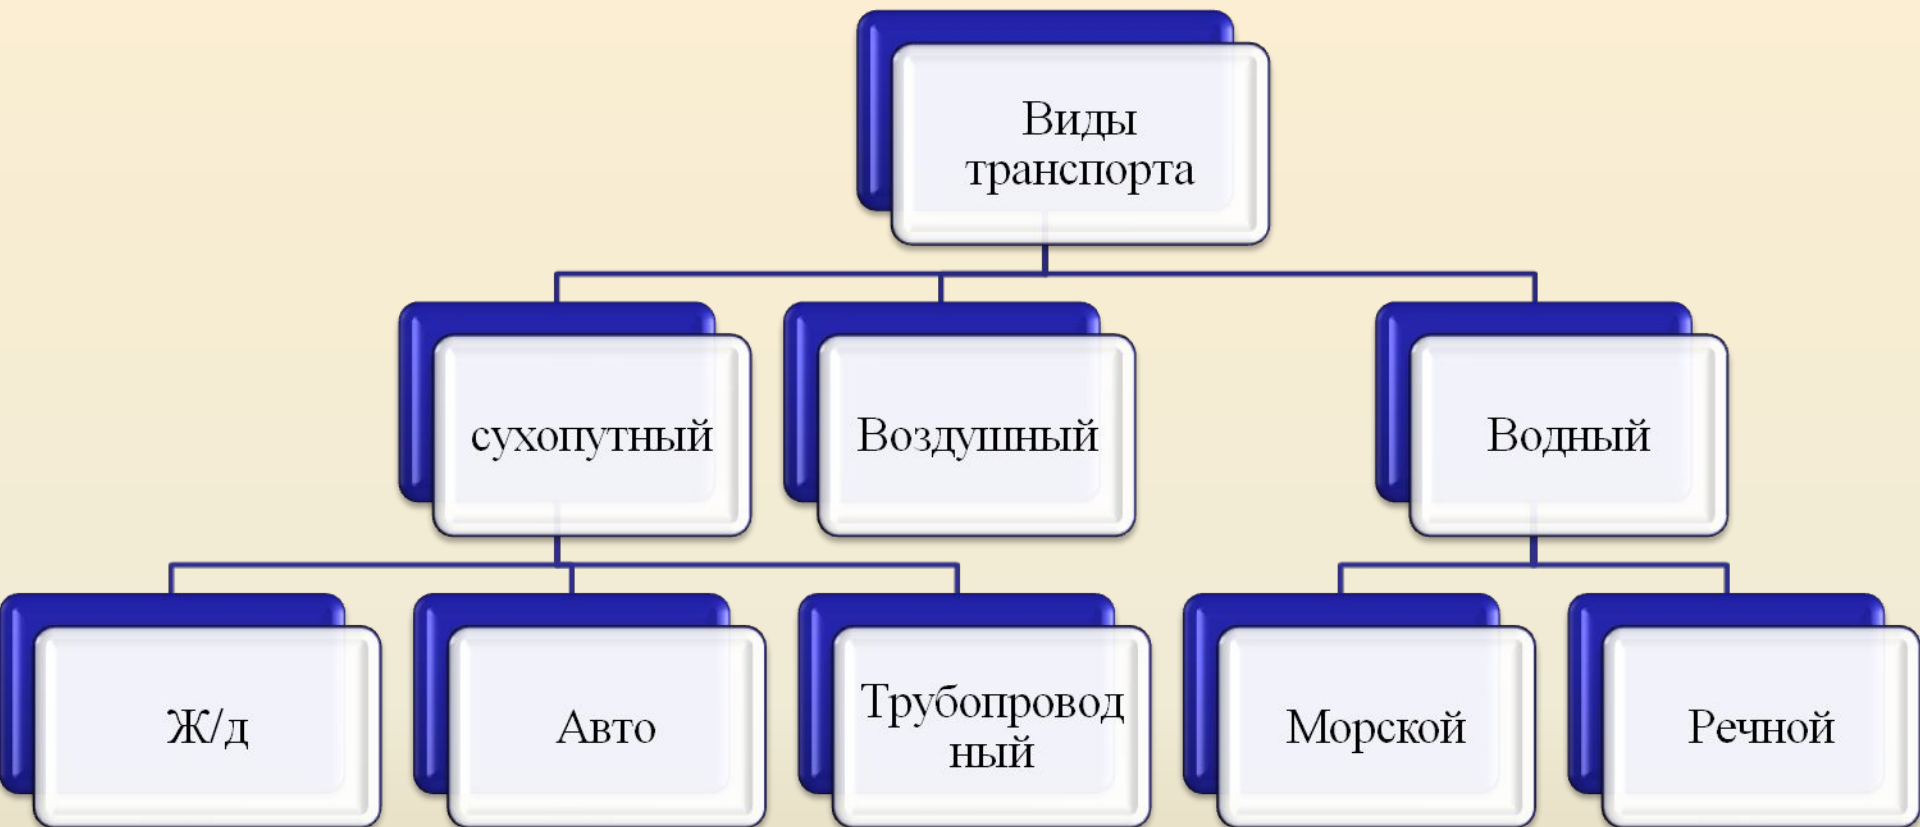 Виды
транспорта
сухопутный
Воздушный
Водный
Ж/д
Авто
Трубопровод
ный
Морской
Речной